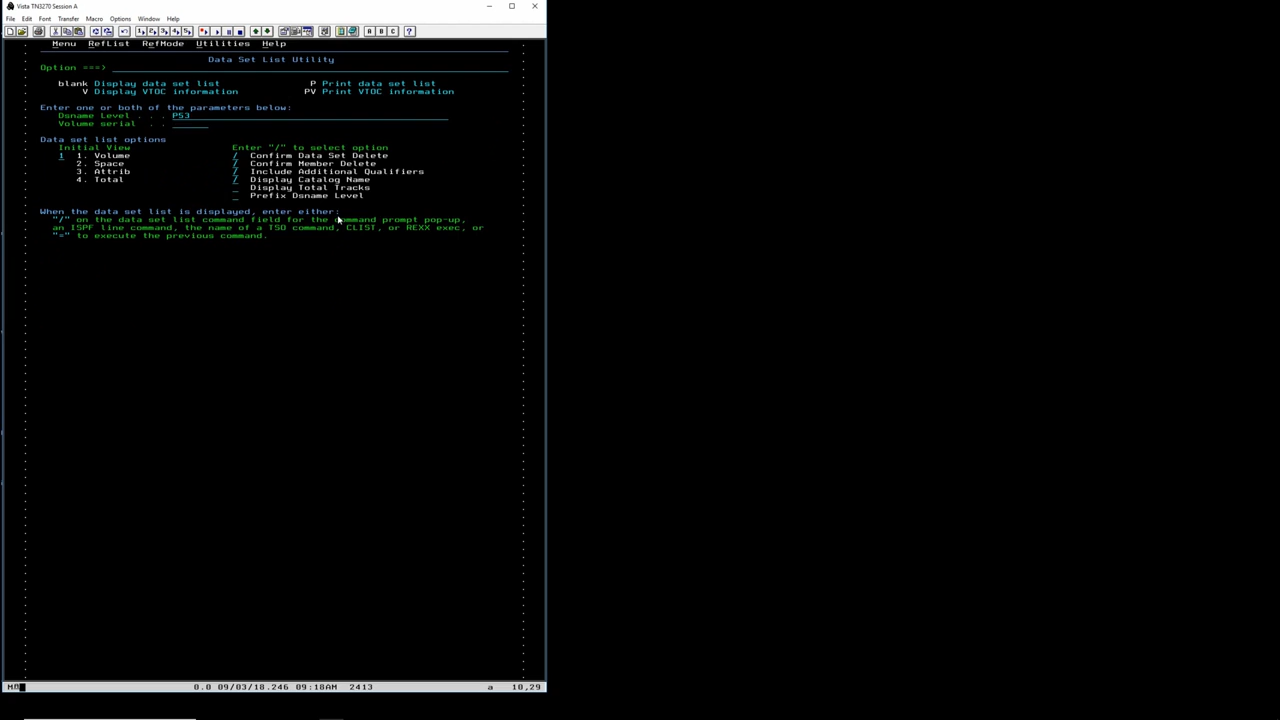 Vista TN3270 Session A
File Edit Font Transfer Macro Options Window Help
Menu RefList RefMode Utilities Help
Data Set List Utility
Option ===>
blank Display data set list P Print data set list
V Display VTOC information PV Print VTOC information
Enter one or both of the parameters below:
Dsname Level . . . P53
Volume serial . .
Data set list options
Initial View Enter "/" to select option
1 1. Volume / Confirm Data Set Delete
2. Space / Confirm Member Delete
3. Attrib / Include Additional Qualifiers
4. Total / Display Catalog Name
_ Display Total Tracks
_ Prefix Dsname Level
When the data set list is displayed, enter either:
"/" on the data set list command field for the command prompt pop-up,
an ISPF line command, the name of a TSO command, CLIST, or REXX exec, or
"=" to execute the previous command.
0.0 09/03/18.246 09:18AM 2413 a 10,29